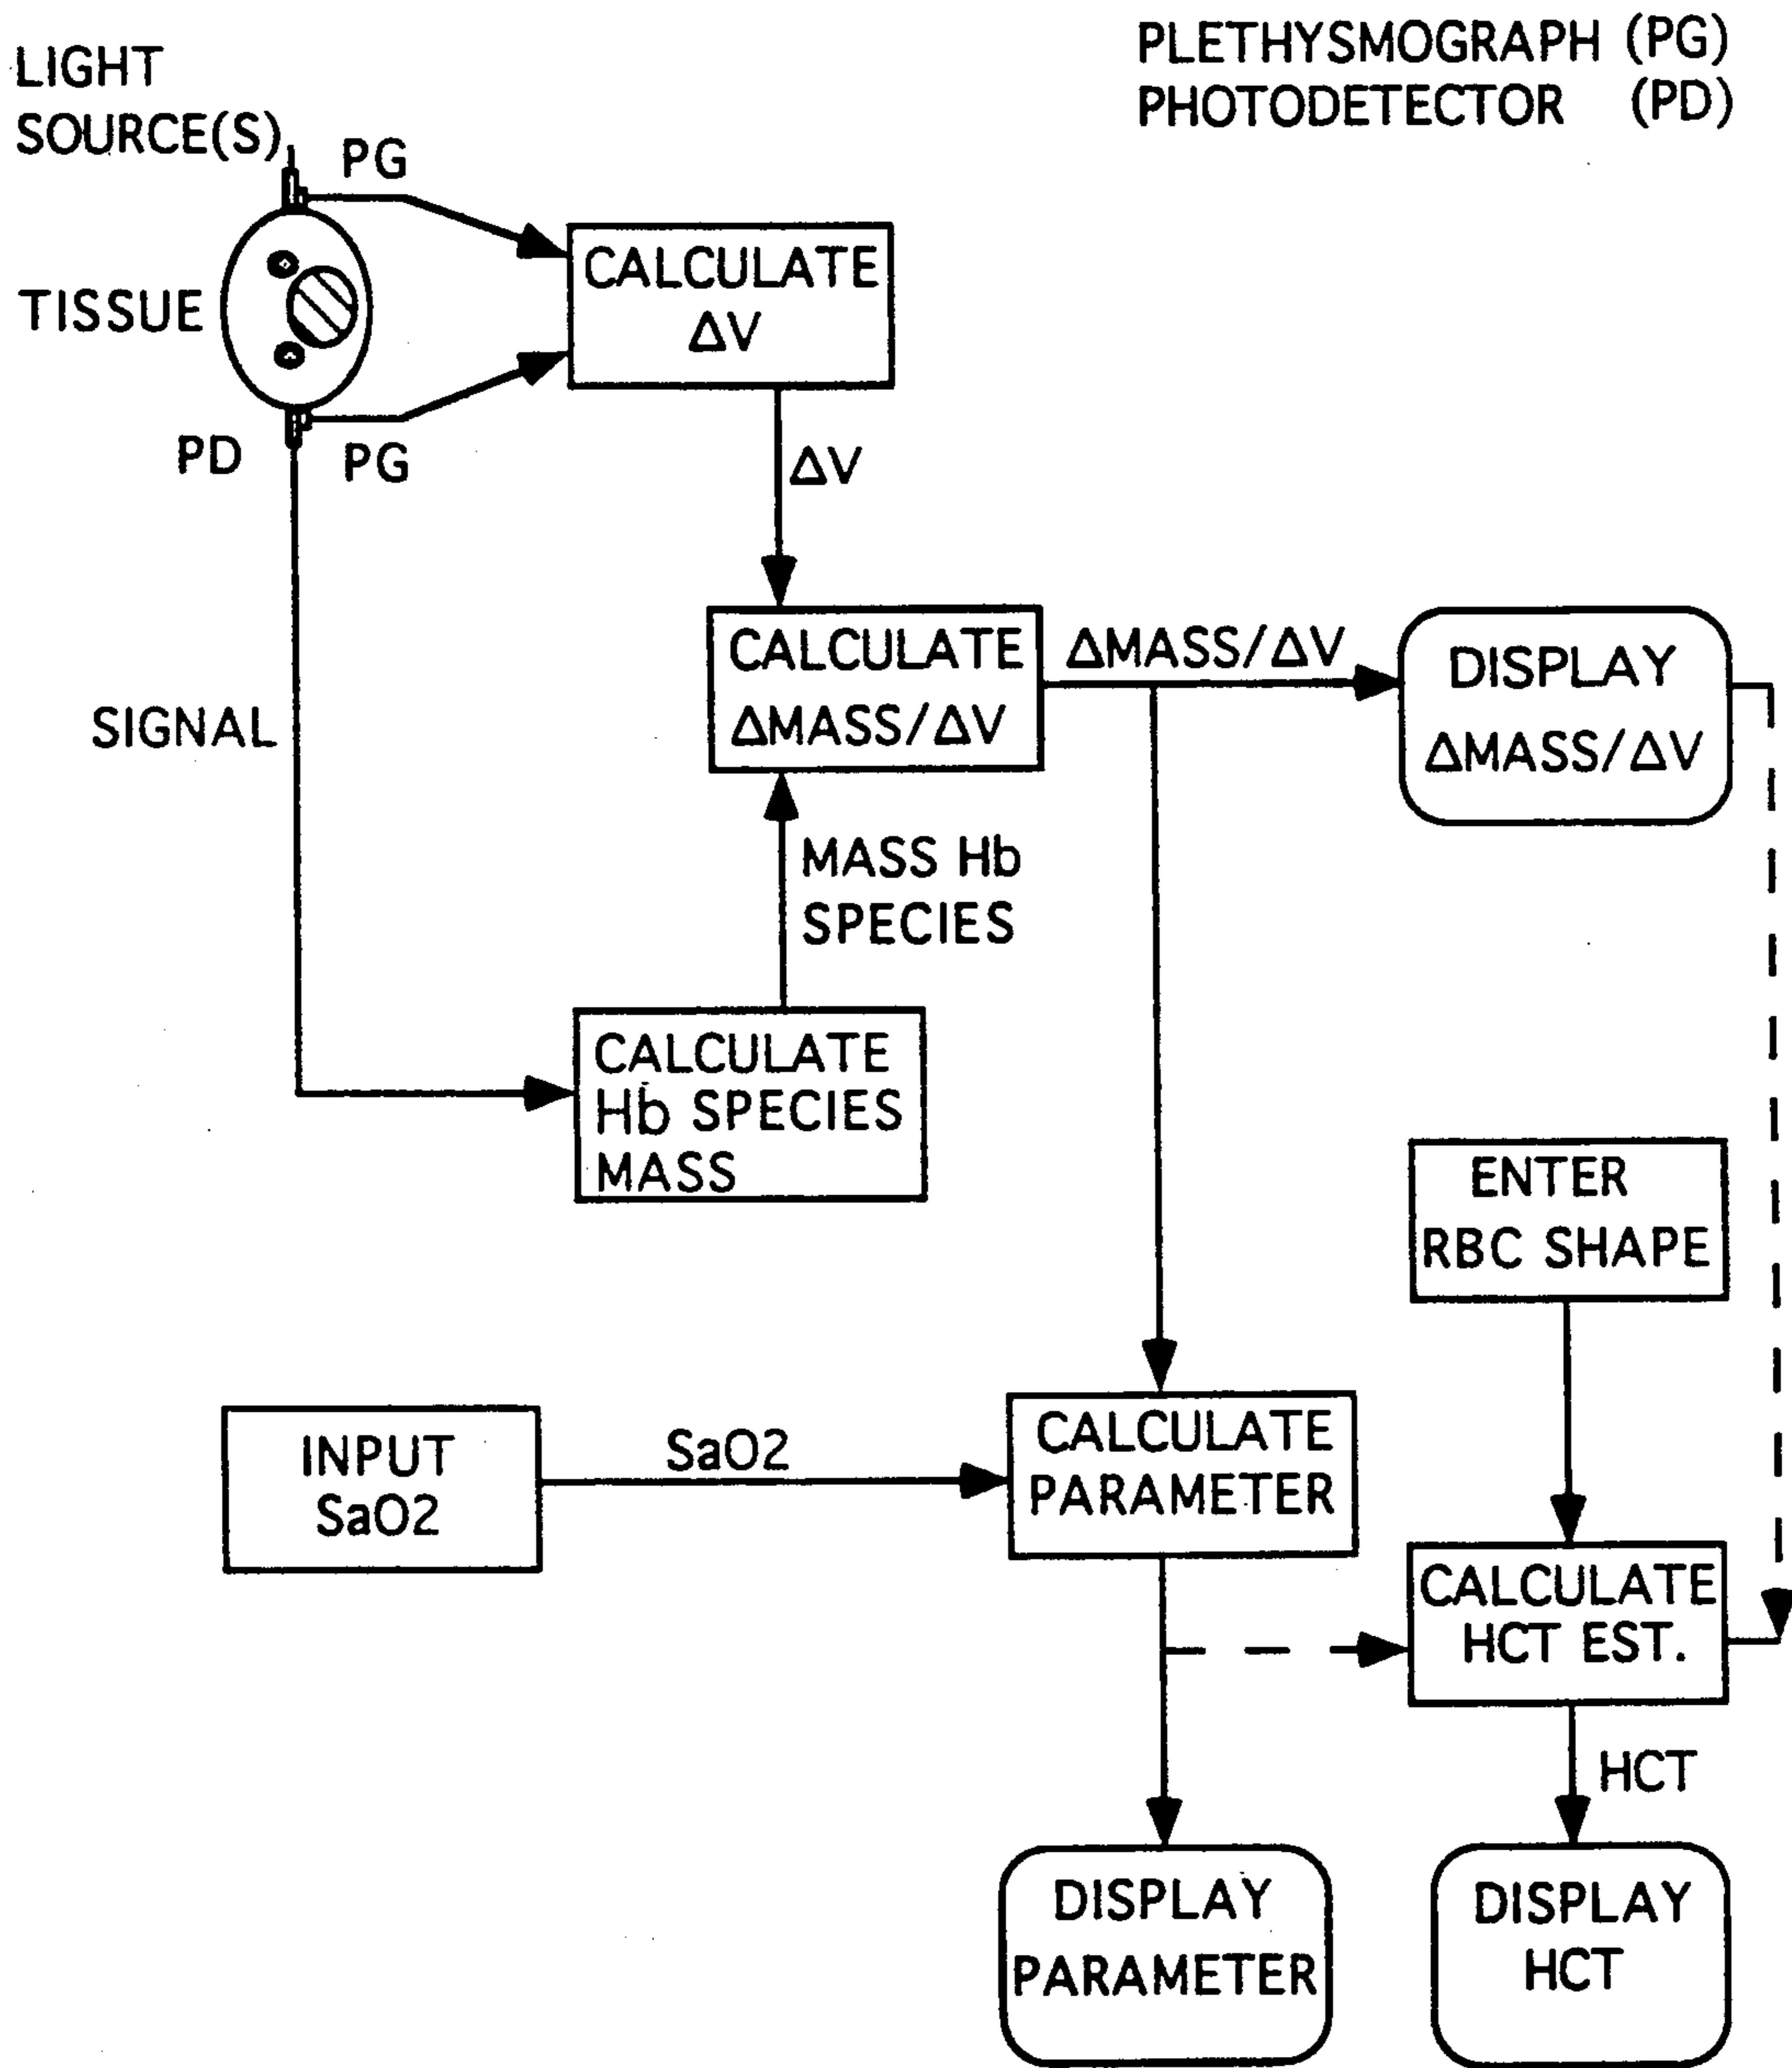 PLETHYSMOGRAPH (PG)
PHOTODETECTOR (PD)
LIGHT
SOURCE(S)
PG
TISSUE
CALCULATE
ΔV
PD
PG
ΔV
CALCULATE
ΔMASS/ΔV
ΔMASS/ΔV
DISPLAY
ΔMASS/ΔV
SIGNAL
MASS Hb
SPECIES
CALCULATE
Hb SPECIES
MASS
ENTER
RBC SHAPE
INPUT
SaO2
SaO2
CALCULATE
PARAMETER
CALCULATE
HCT EST.
HCT
DISPLAY
PARAMETER
DISPLAY
HCT